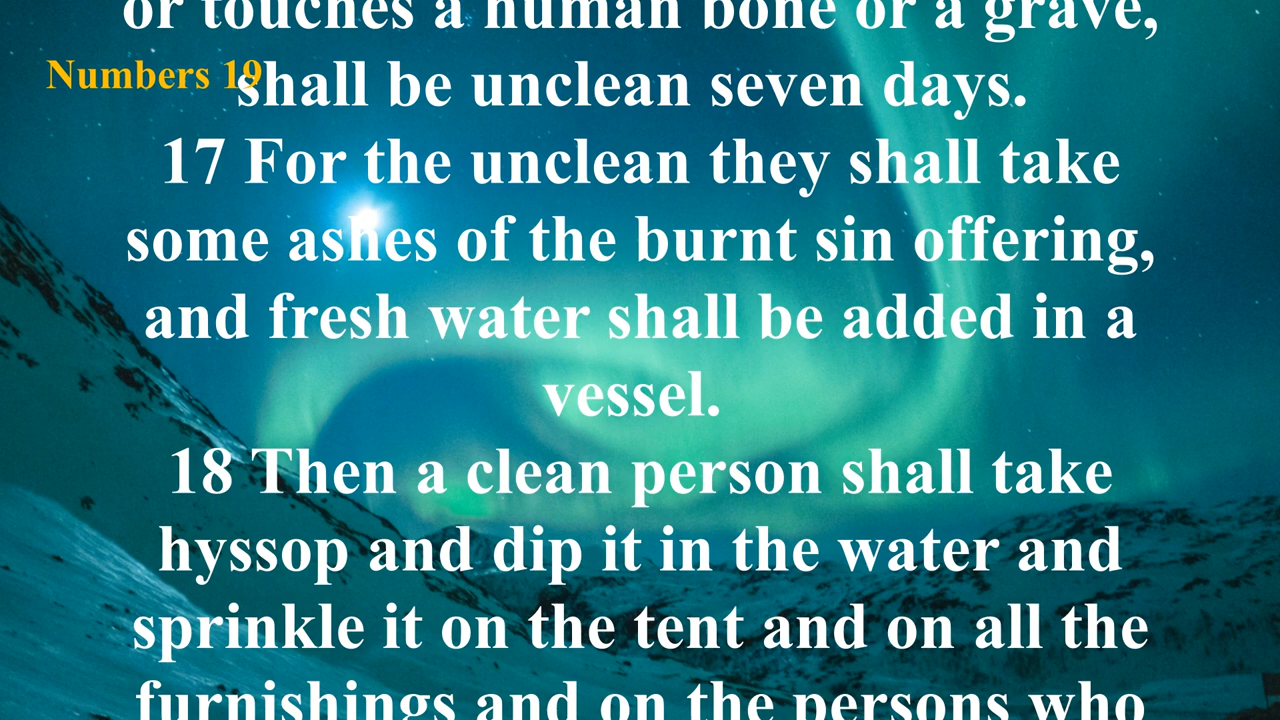 or touches a human bone or a grave,
Numbers 19
shall be unclean seven days.
17 For the unclean they shall take
some ashes of the burnt sin offering,
and fresh water shall be added in a
vessel.
18 Then a clean person shall take
hyssop and dip it in the water and
sprinkle it on the tent and on all the
furnishings and on the persons who